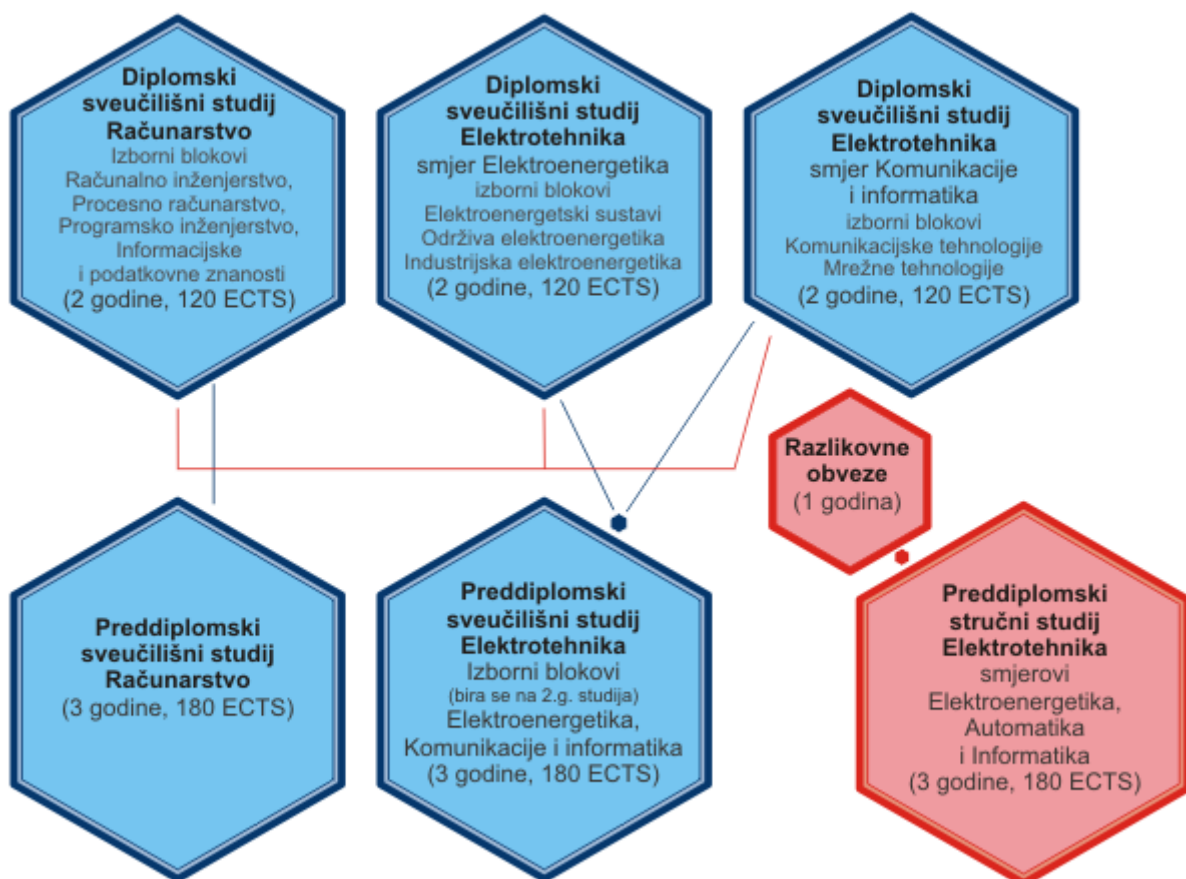 Diplomski
sveučilišni studij
Računarstvo
Izborni blokovi
Računalno inženjerstvo,
Procesno računarstvo,
Programsko inženjerstvo,
Informacijske
i podatkovne znanosti
(2 godine, 120 ECTS)
Diplomski
sveučilišni studij
Elektrotehnika
smjer Elektroenergetika
izborni blokovi
Elektroenergetski sustavi
Održiva elektroenergetika
Industrijska elektroenergetika
(2 godine, 120 ECTS)
Diplomski
sveučilišni studij
Elektrotehnika
smjer Komunikacije
i informatika
izborni blokovi
Komunikacijske tehnologije
Mrežne tehnologije
(2 godine, 120 ECTS)
Razlikovne
obveze
(1 godina)
Preddiplomski
sveučilišni studij
Računarstvo
(3 godine, 180 ECTS)
Preddiplomski
sveučilišni studij
Elektrotehnika
Izborni blokovi
(bira se na 2.g. studija)
Elektroenergetika,
Komunikacije i informatika
(3 godine, 180 ECTS)
Preddiplomski
stručni studij
Elektrotehnika
smjerovi
Elektroenergetika,
Automatika
i Informatika
(3 godine, 180 ECTS)